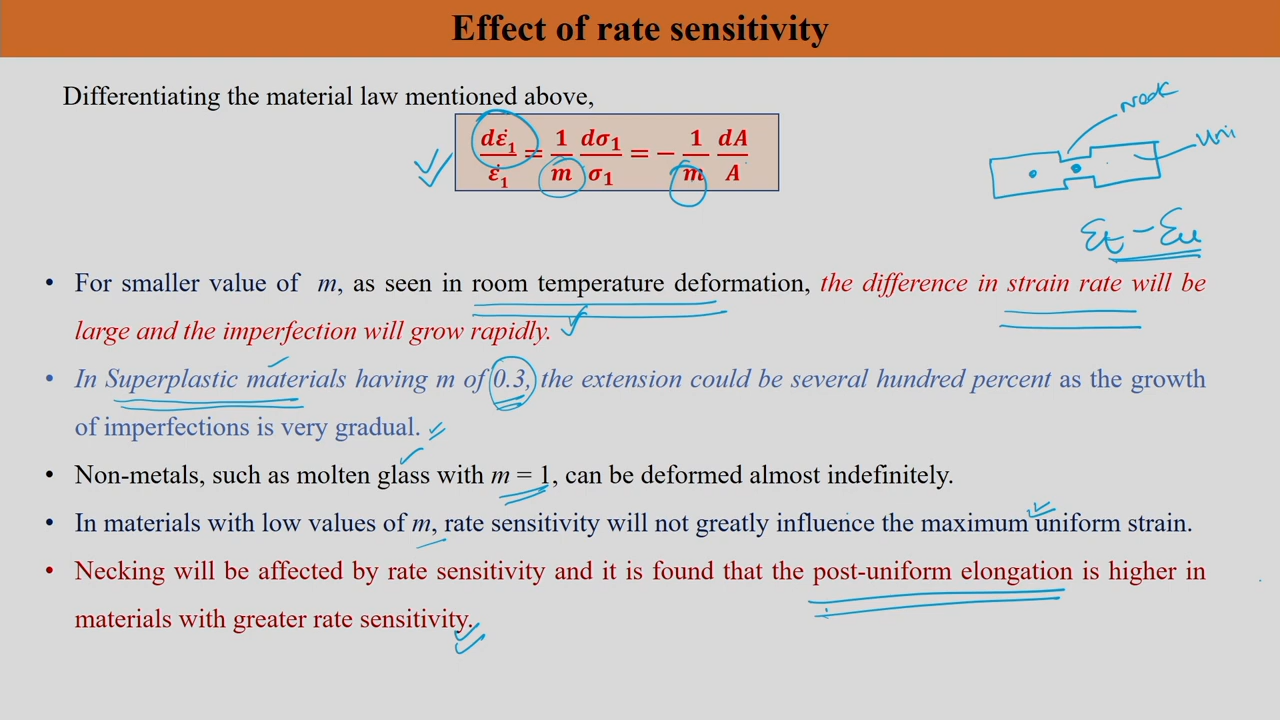 Effect of rate sensitivity
Differentiating the material law mentioned above,
dε̇₁/ε̇₁ = 1/m dσ₁/σ₁ = − 1/m dA/A
Neck
Uni
εt − εu
• For smaller value of m, as seen in room temperature deformation, the difference in strain rate will be
large and the imperfection will grow rapidly.
• In Superplastic materials having m of 0.3, the extension could be several hundred percent as the growth
of imperfections is very gradual.
• Non-metals, such as molten glass with m = 1, can be deformed almost indefinitely.
• In materials with low values of m, rate sensitivity will not greatly influence the maximum uniform strain.
• Necking will be affected by rate sensitivity and it is found that the post-uniform elongation is higher in
materials with greater rate sensitivity.